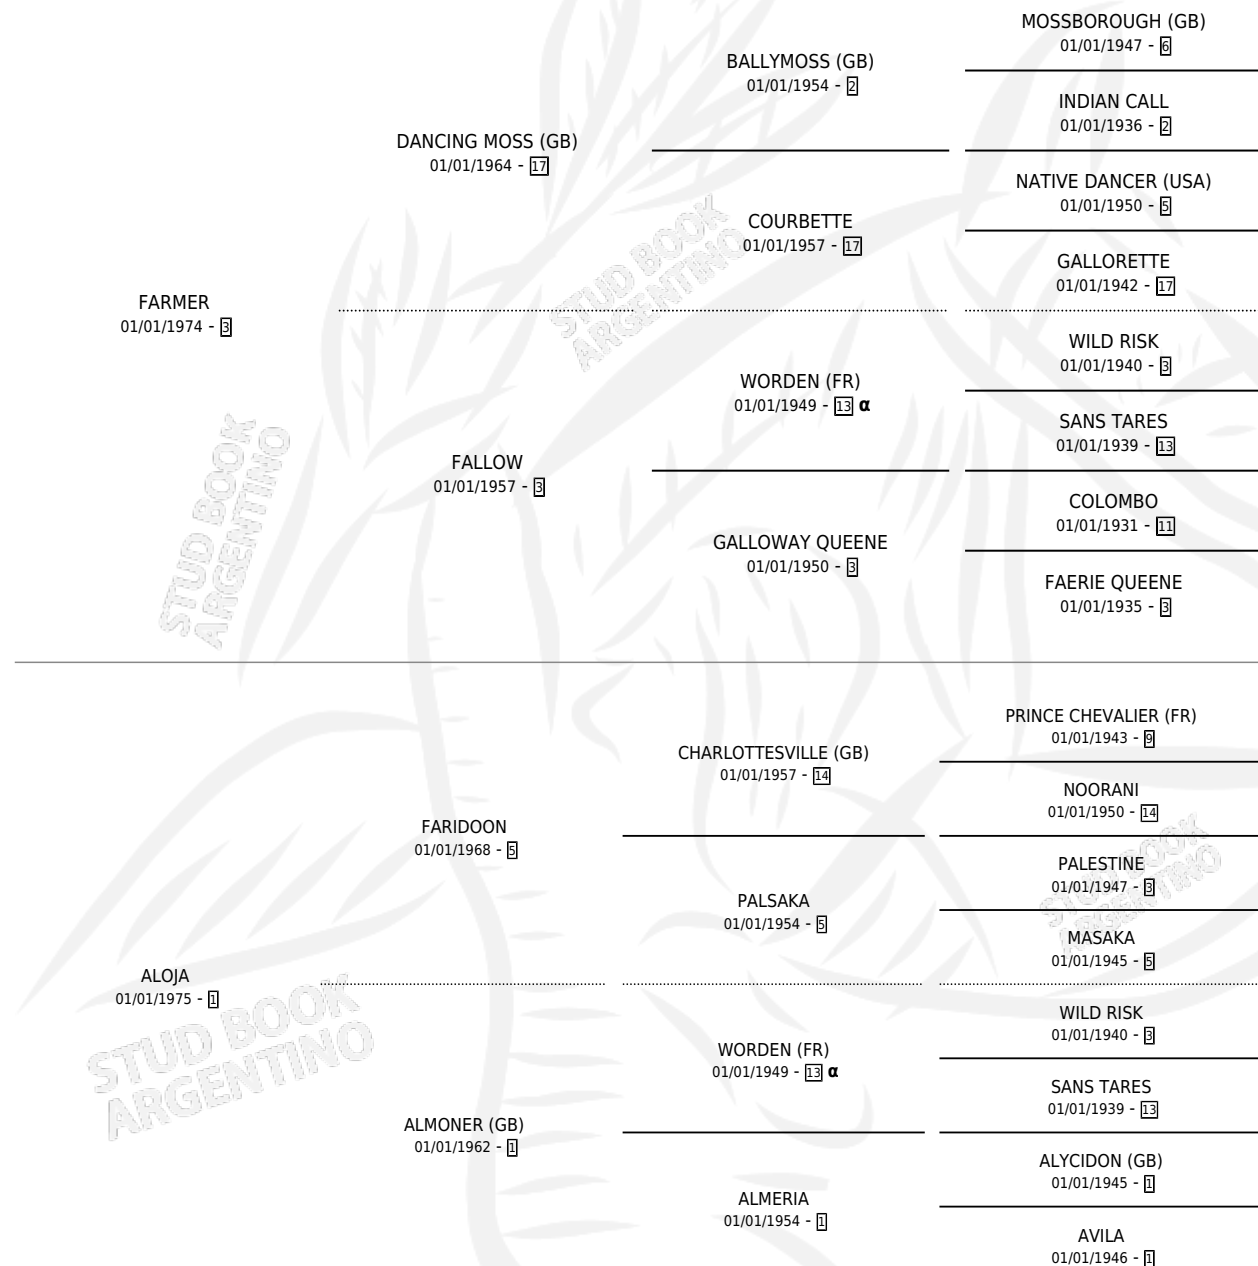 MOSSBOROUGH (GB)
01/01/1947 - 6
BALLYMOSS (GB)
01/01/1954 - 2
INDIAN CALL
01/01/1936 - 2
DANCING MOSS (GB)
01/01/1964 - 17
NATIVE DANCER (USA)
01/01/1950 - 5
COURBETTE
01/01/1957 - 17
GALLORETTE
01/01/1942 - 17
FARMER
01/01/1974 - 3
WILD RISK
01/01/1940 - 3
WORDEN (FR)
01/01/1949 - 13 α
SANS TARES
01/01/1939 - 13
FALLOW
01/01/1957 - 3
COLOMBO
01/01/1931 - 11
GALLOWAY QUEENE
01/01/1950 - 3
FAERIE QUEENE
01/01/1935 - 3
PRINCE CHEVALIER (FR)
01/01/1943 - 9
CHARLOTTESVILLE (GB)
01/01/1957 - 14
NOORANI
01/01/1950 - 14
FARIDOON
01/01/1968 - 5
PALESTINE
01/01/1947 - 3
PALSAKA
01/01/1954 - 5
MASAKA
01/01/1945 - 5
ALOJA
01/01/1975 - 1
WILD RISK
01/01/1940 - 3
WORDEN (FR)
01/01/1949 - 13 α
SANS TARES
01/01/1939 - 13
ALMONER (GB)
01/01/1962 - 1
ALYCIDON (GB)
01/01/1945 - 1
ALMERIA
01/01/1954 - 1
AVILA
01/01/1946 - 1
STUD BOOK
ARGENTINO
STUD BOOK
ARGENTINO
STUD BOOK
ARGENTINO
STUD BOOK
ARGENTINO